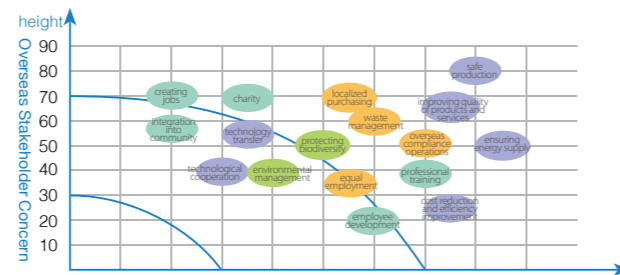 height
Overseas Stakeholder Concern
90
80
70
60
50
40
30
20
10
safe
production
creating
jobs
charity
localized
purchasing
improving quality
of products and
services
integration
into
community
technology
transfer
waste
management
protecting
biodiversity
overseas
compliance
operations
ensuring
energy supply
technological
cooperation
environmental
management
equal
employment
professional
training
cost reduction
and efficiency
improvement
employee
development